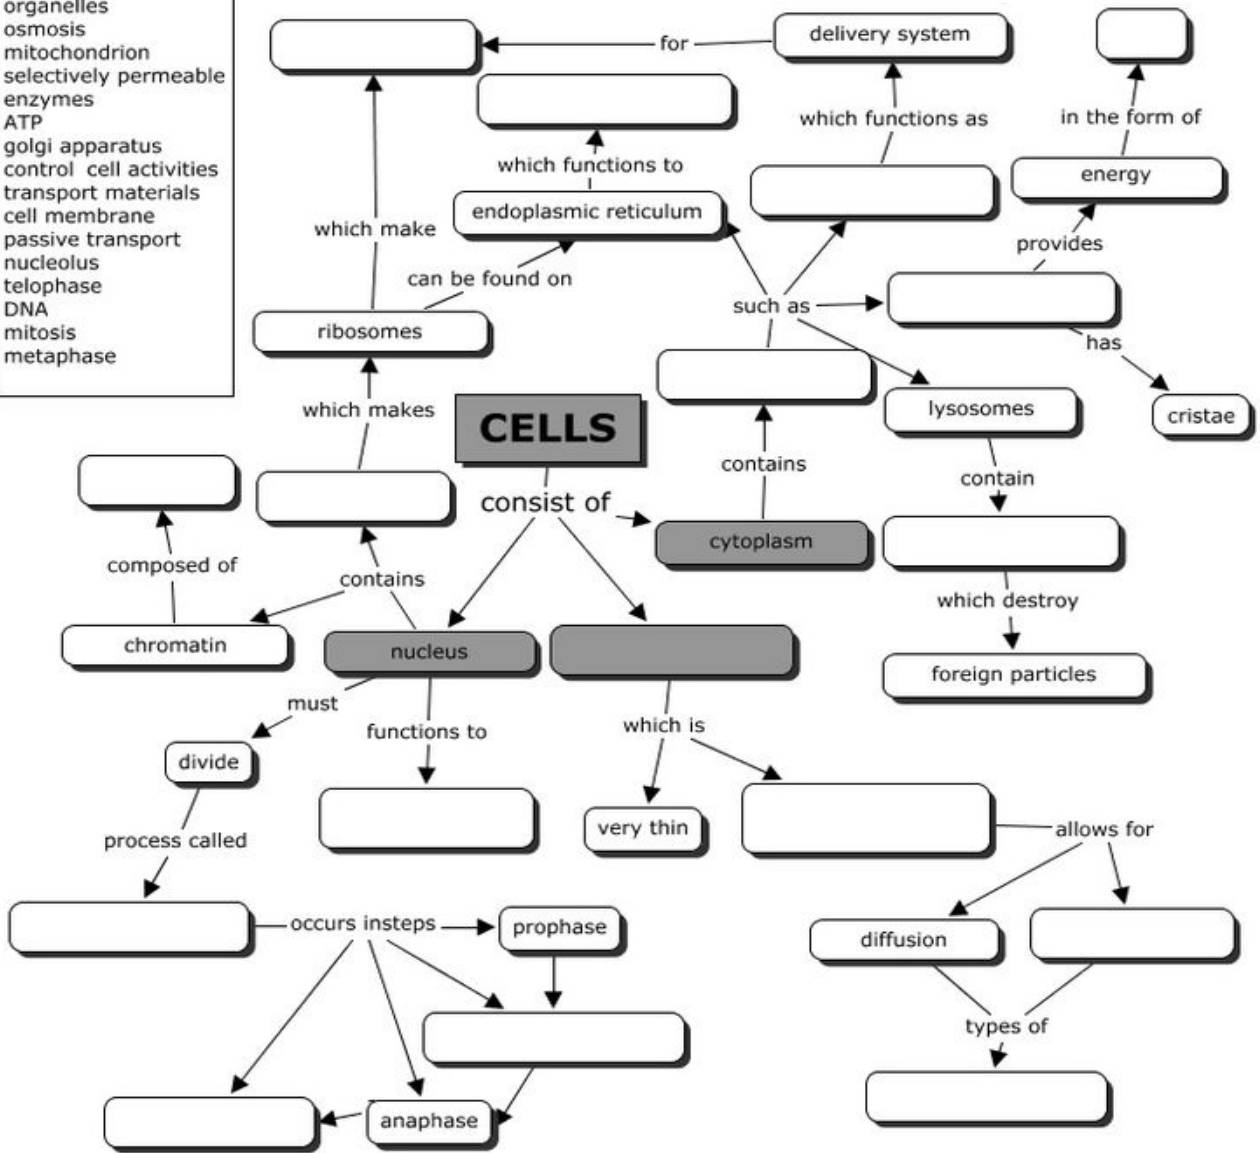 organelles
osmosis
mitochondrion
selectively permeable
enzymes
ATP
golgi apparatus
control cell activities
transport materials
cell membrane
passive transport
nucleolus
telophase
DNA
mitosis
metaphase
for
delivery system
which functions as
in the form of
which functions to
energy
endoplasmic reticulum
which make
provides
can be found on
such as
ribosomes
has
which makes
lysosomes
cristae
CELLS
contains
contain
consist of
cytoplasm
composed of
contains
which destroy
chromatin
nucleus
foreign particles
must
functions to
which is
divide
process called
very thin
allows for
occurs insteps
prophase
diffusion
types of
anaphase